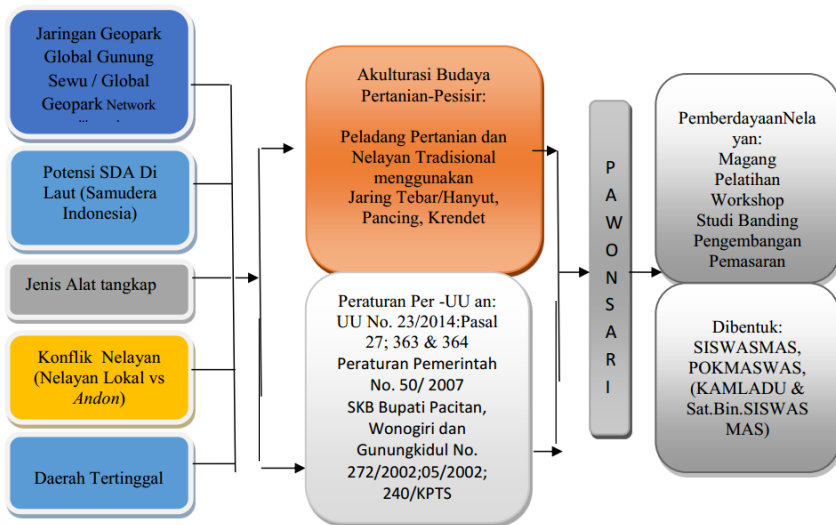 Jaringan Geopark
Global Gunung
Sewu / Global
Geopark Network
Potensi SDA Di
Laut (Samudera
Indonesia)
Jenis Alat tangkap
Konflik Nelayan
(Nelayan Lokal vs
Andon)
Daerah Tertinggal
Akulturasi Budaya
Pertanian-Pesisir:
Peladang Pertanian dan
Nelayan Tradisional
menggunakan
Jaring Tebar/Hanyut,
Pancing, Krendet
Peraturan Per -UU an:
UU No. 23/2014:Pasal
27; 363 & 364
Peraturan Pemerintah
No. 50/ 2007
SKB Bupati Pacitan,
Wonogiri dan
Gunungkidul No.
272/2002;05/2002;
240/KPTS
P
A
W
O
N
S
A
R
I
PemberdayaanNela
yan:
Magang
Pelatihan
Workshop
Studi Banding
Pengembangan
Pemasaran
Dibentuk:
SISWASMAS,
POKMASWAS,
(KAMLADU &
Sat.Bin.SISWAS
MAS)